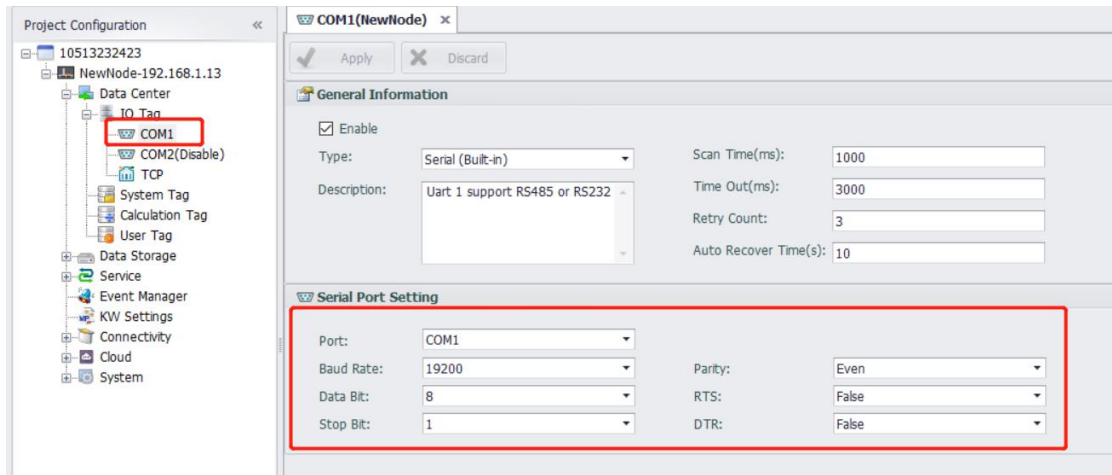 Project Configuration
10513232423
NewNode-192.168.1.13
Data Center
IO Tag
COM1
COM2(Disable)
TCP
System Tag
Calculation Tag
User Tag
Data Storage
Service
Event Manager
KW Settings
Connectivity
Cloud
System
COM1(NewNode)
Apply Discard
General Information
Enable
Type: Serial (Built-in) Scan Time(ms): 1000
Description: Uart 1 support RS485 or RS232 Time Out(ms): 3000
Retry Count: 3
Auto Recover Time(s): 10
Serial Port Setting
Port: COM1
Baud Rate: 19200 Parity: Even
Data Bit: 8 RTS: False
Stop Bit: 1 DTR: False